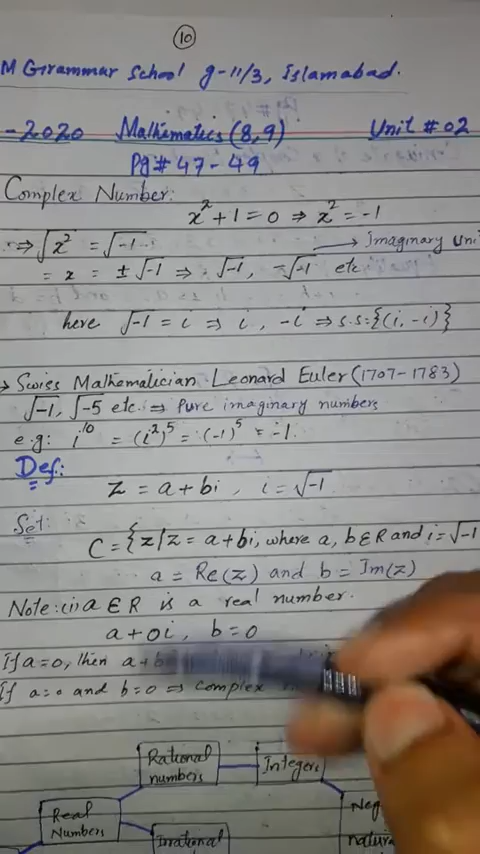 10
M Grammar School g-11/3, Islamabad.
-2020 Mathematics (8,9) Unit # 02
Pg # 47-49
Complex Number:
x² + 1 = 0 ⇒ x² = -1
⇒ √x² = √-1 → Imaginary Uni
= x = ± √-1 ⇒ √-1, -√-1 etc
here √-1 = i ⇒ i, -i ⇒ s.s = {(i, -i)}
→ Swiss Mathematician Leonard Euler (1707-1783)
√-1, √-5 etc. ⇒ Pure imaginary numbers
e.g: i¹⁰ = (i²)⁵ = (-1)⁵ = -1
Def:
Z = a + bi, i = √-1
Set:
C = {z/z = a + bi, where a, b ∈ R and i = √-1
a = Re(z) and b = Im(z)
Note: (i) a ∈ R is a real number.
a + 0i, b = 0
If a=0, then a + b
If a=0 and b=0 ⇒ complex
Rational numbers
Integers
Real Numbers
Neg
natura
Irrational